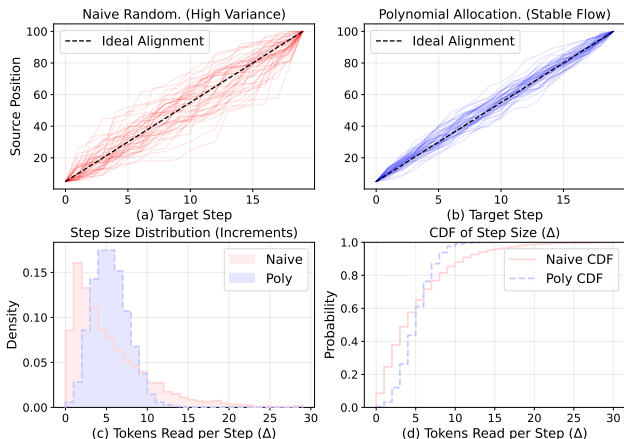 Naive Random. (High Variance)
Ideal Alignment
Source Position
100
80
60
40
20
0
5
10
15
(a) Target Step
Polynomial Allocation. (Stable Flow)
Ideal Alignment
100
80
60
40
20
0
5
10
15
(b) Target Step
Step Size Distribution (Increments)
Naive
Poly
Density
0.15
0.10
0.05
0.00
0
5
10
15
20
25
30
(c) Tokens Read per Step (Δ)
CDF of Step Size (Δ)
Naive CDF
Poly CDF
Probability
1.0
0.8
0.6
0.4
0.2
0.0
0
5
10
15
20
25
30
(d) Tokens Read per Step (Δ)